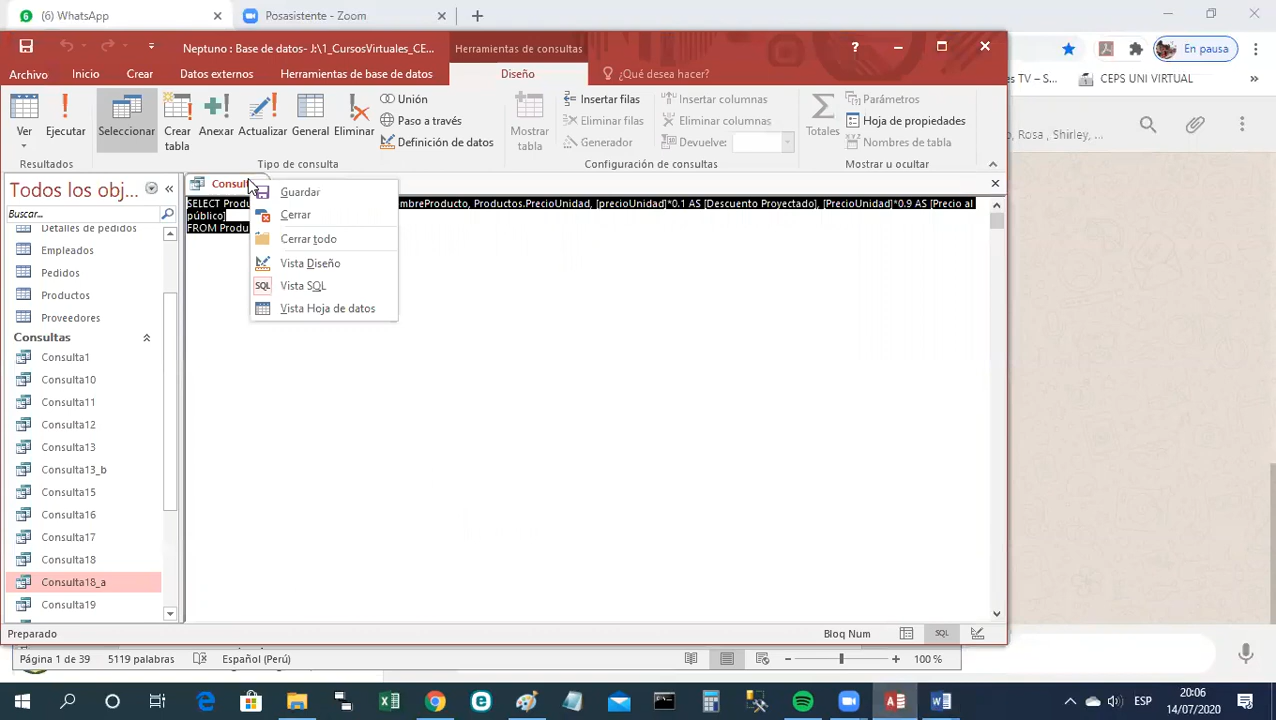 (6) WhatsApp
Posasistente - Zoom
Neptuno : Base de datos- J:\1_CursosVirtuales_CE...
Herramientas de consultas
En pausa
Archivo
Inicio
Crear
Datos externos
Herramientas de base de datos
Diseño
¿Qué desea hacer?
es TV – S...
CEPS UNI VIRTUAL
Ver
Ejecutar
Seleccionar
Crear tabla
Anexar
Actualizar
General
Eliminar
Unión
Paso a través
Definición de datos
Mostrar tabla
Insertar filas
Eliminar filas
Generador
Insertar columnas
Eliminar columnas
Devuelve:
Totales
Parámetros
Hoja de propiedades
Nombres de tabla
Resultados
Tipo de consulta
Configuración de consultas
Mostrar u ocultar
, Rosa , Shirley, ...
Todos los obj...
Buscar...
Detalles de pedidos
Empleados
Pedidos
Productos
Proveedores
Consultas
Consulta1
Consulta10
Consulta11
Consulta12
Consulta13
Consulta13_b
Consulta15
Consulta16
Consulta17
Consulta18
Consulta18_a
Consulta19
Consult
SELECT Produ
mbreProducto, Productos.PrecioUnidad, [precioUnidad]*0.1 AS [Descuento Proyectado], [PrecioUnidad]*0.9 AS [Precio al
público]
FROM Produ
Guardar
Cerrar
Cerrar todo
Vista Diseño
SQL Vista SQL
Vista Hoja de datos
Preparado
Bloq Num
SQL
Página 1 de 39
5119 palabras
Español (Perú)
100 %
ESP
20:06
14/07/2020